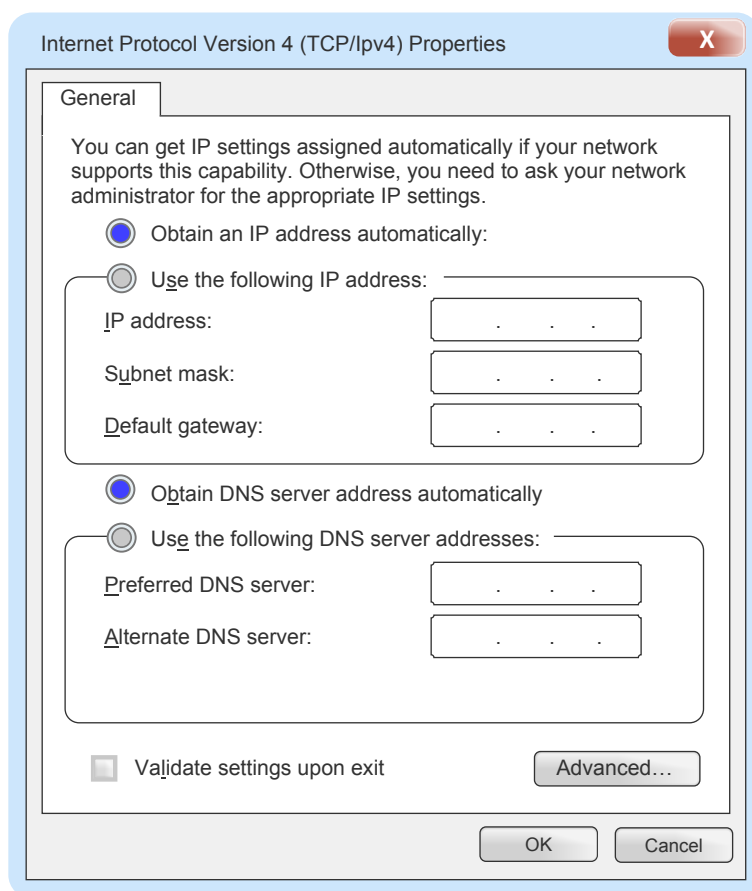 Internet Protocol Version 4 (TCP/Ipv4) Properties
X
General
You can get IP settings assigned automatically if your network
supports this capability. Otherwise, you need to ask your network
administrator for the appropriate IP settings.
Obtain an IP address automatically:
Use the following IP address:
IP address: . . .
Subnet mask: . . .
Default gateway: . . .
Obtain DNS server address automatically
Use the following DNS server addresses:
Preferred DNS server: . . .
Alternate DNS server: . . .
Validate settings upon exit
Advanced...
OK
Cancel